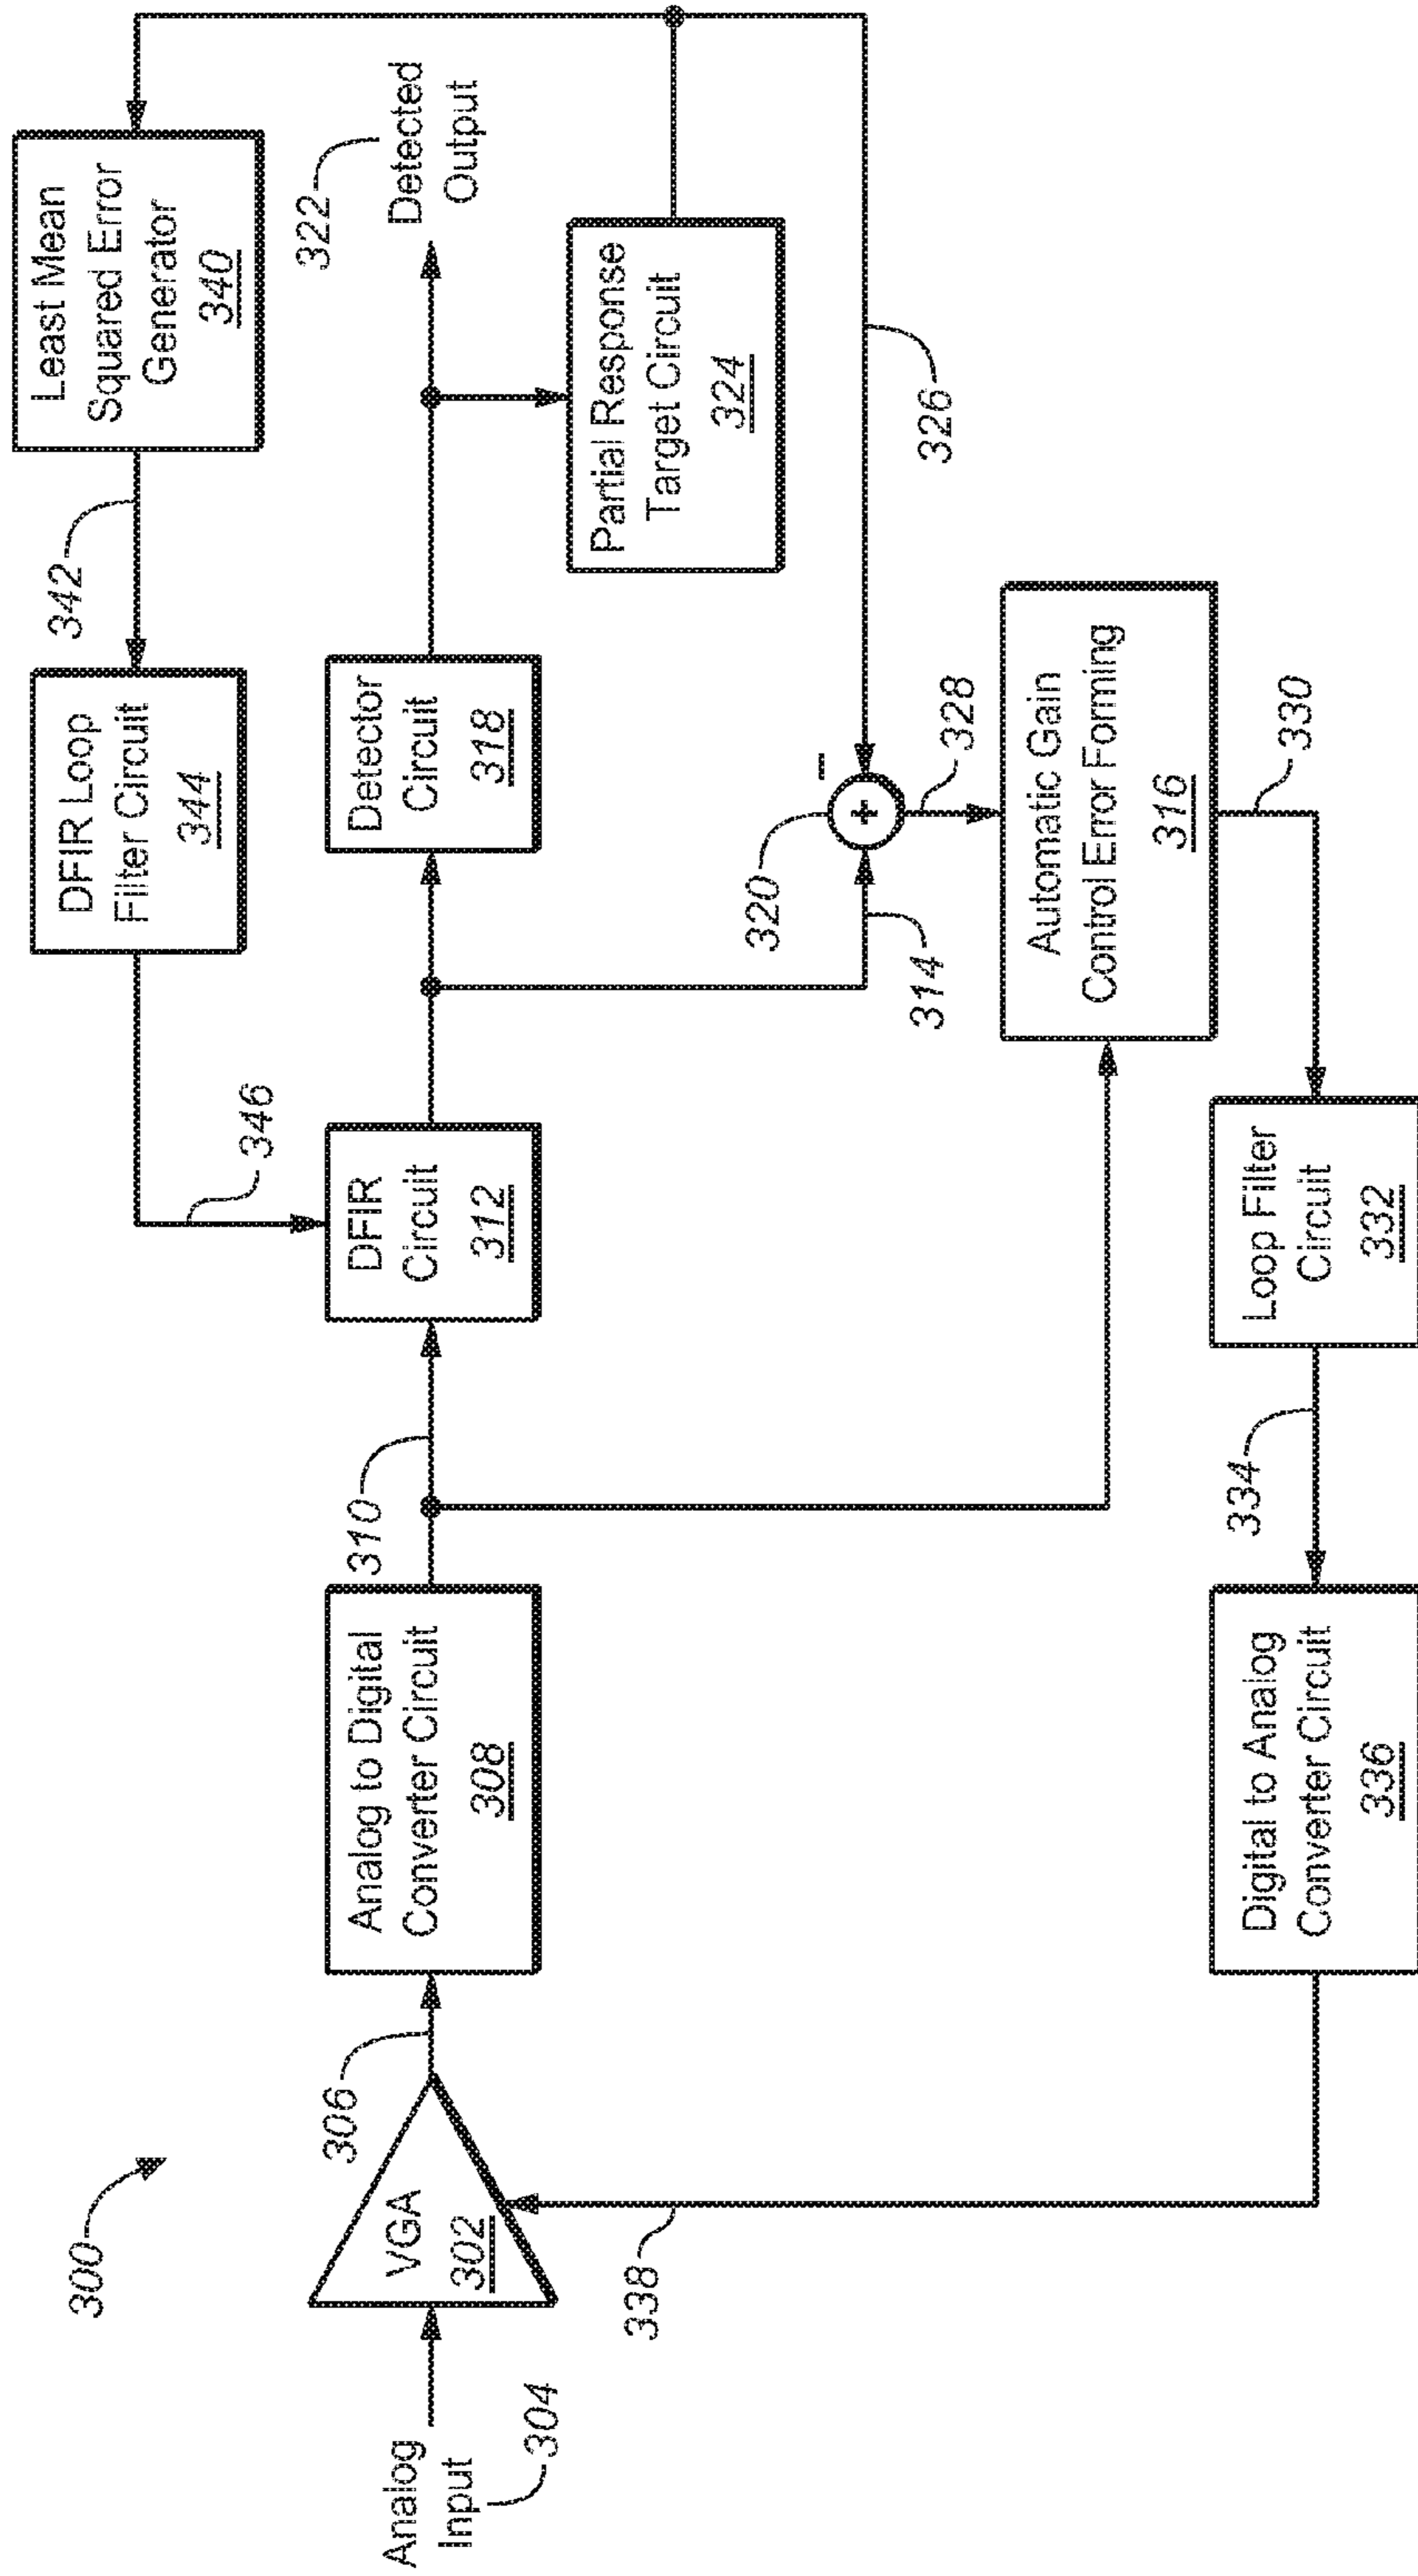 300
Least Mean
Squared Error
Generator
340
342
DFIR Loop
Filter Circuit
344
346
Analog
Input
304
VGA
302
306
Analog to Digital
Converter Circuit
308
310
DFIR
Circuit
312
Detector
Circuit
318
322
Detected
Output
Partial Response
Target Circuit
324
326
320
+
-
314
328
Automatic Gain
Control Error Forming
316
330
Loop Filter
Circuit
332
334
Digital to Analog
Converter Circuit
336
338